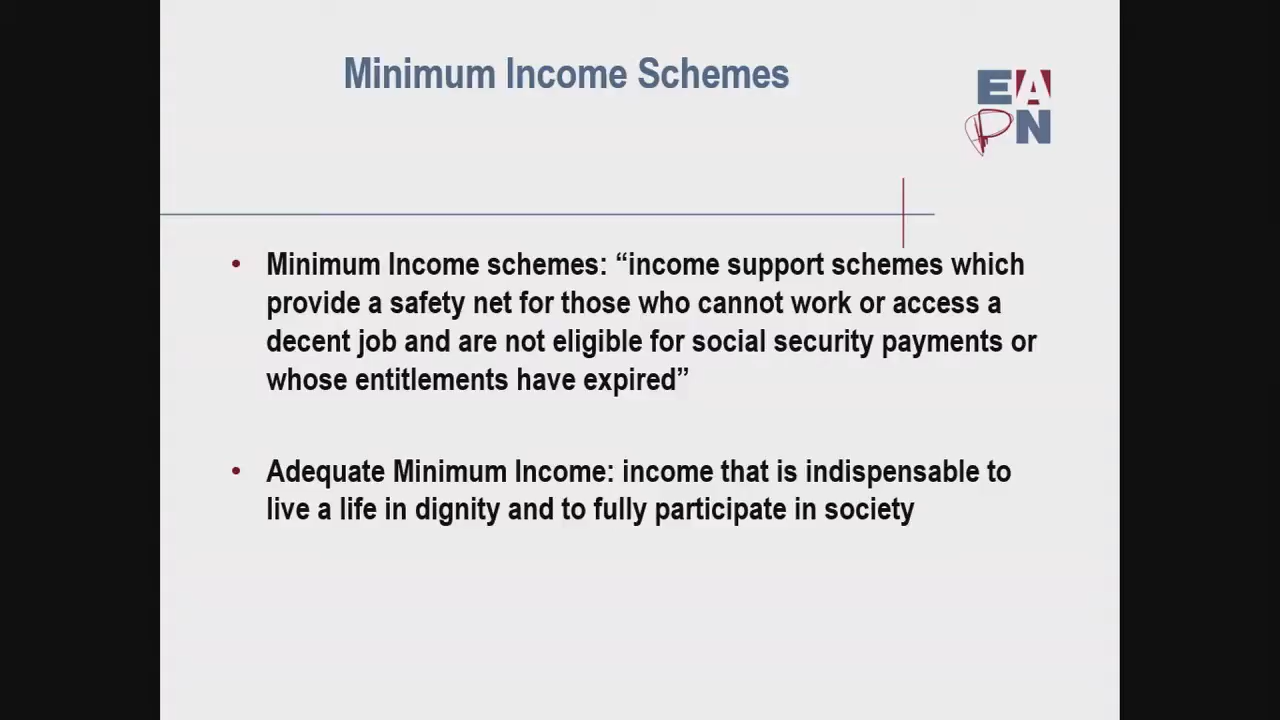 Minimum Income Schemes
EA
PN
• Minimum Income schemes: “income support schemes which
provide a safety net for those who cannot work or access a
decent job and are not eligible for social security payments or
whose entitlements have expired”
• Adequate Minimum Income: income that is indispensable to
live a life in dignity and to fully participate in society